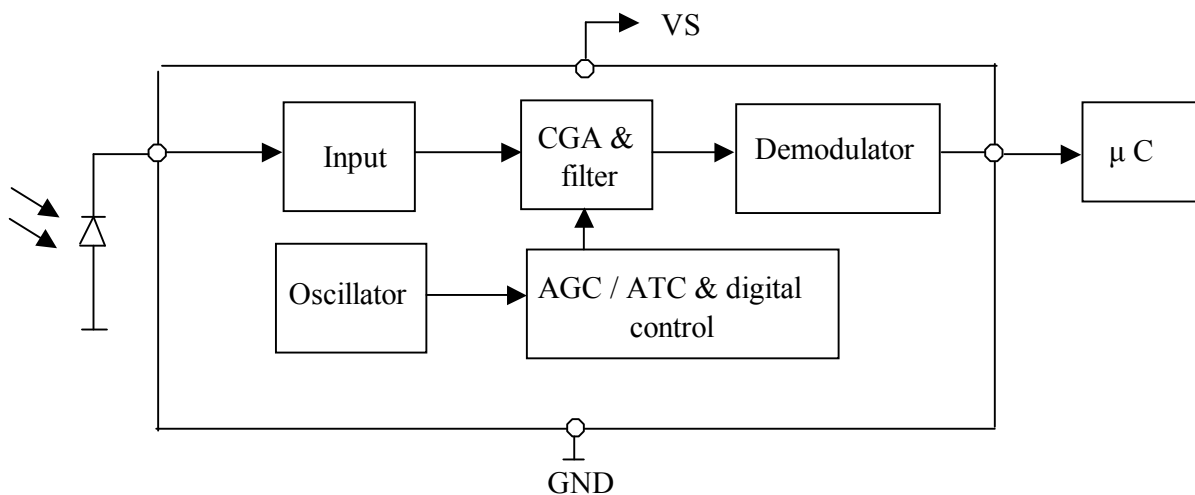 VS
Input
CGA &
filter
Demodulator
μ C
Oscillator
AGC / ATC & digital
control
GND